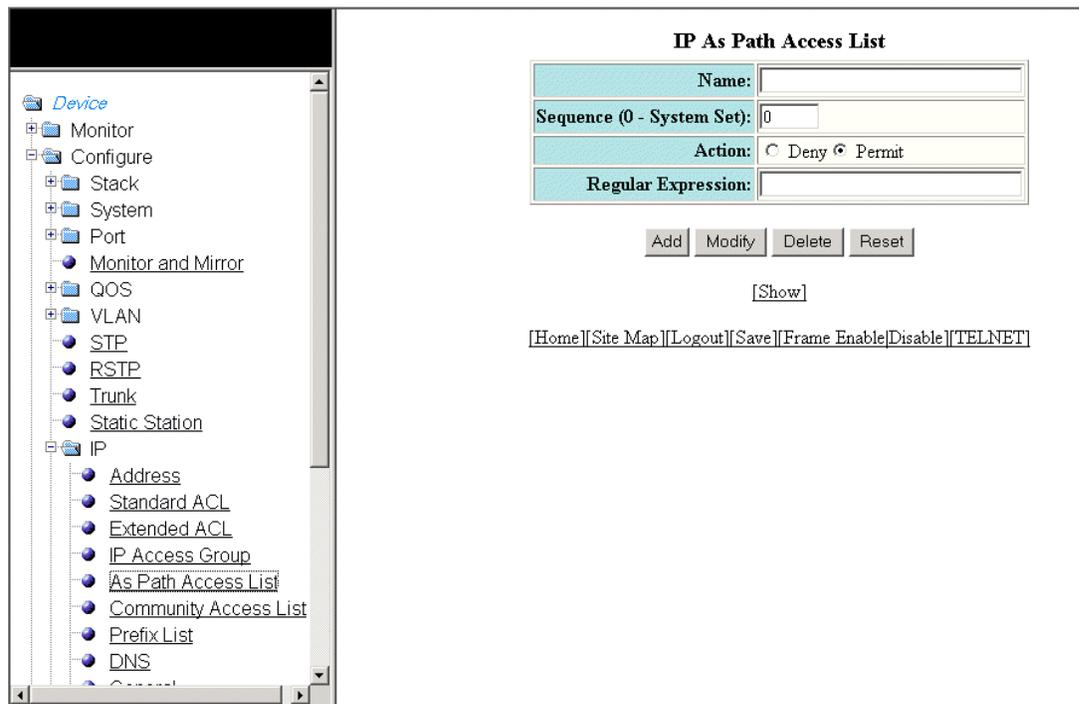 Device
Monitor
Configure
Stack
System
Port
Monitor and Mirror
QOS
VLAN
STP
RSTP
Trunk
Static Station
IP
Address
Standard ACL
Extended ACL
IP Access Group
As Path Access List
Community Access List
Prefix List
DNS
IP As Path Access List
Name:
Sequence (0 - System Set): 0
Action: Deny Permit
Regular Expression:
Add Modify Delete Reset
[Show]
[Home][Site Map][Logout][Save][Frame Enable|Disable][TELNET]